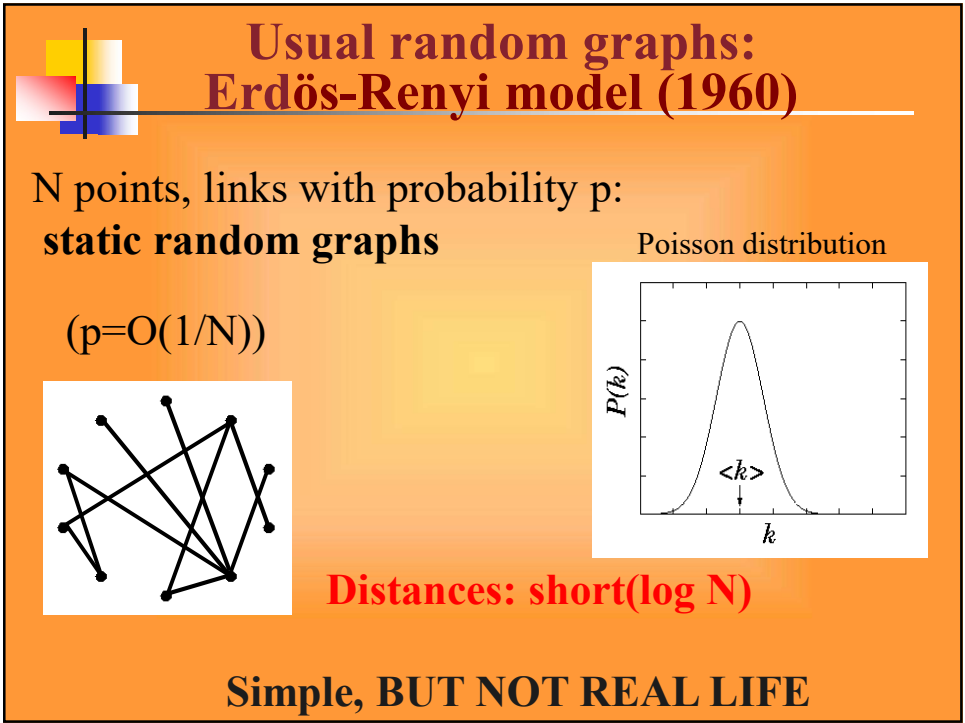 Usual random graphs:
Erdös-Renyi model (1960)
N points, links with probability p:
static random graphs
Poisson distribution
(p=O(1/N))
P(k)
<k>
k
Distances: short(log N)
Simple, BUT NOT REAL LIFE